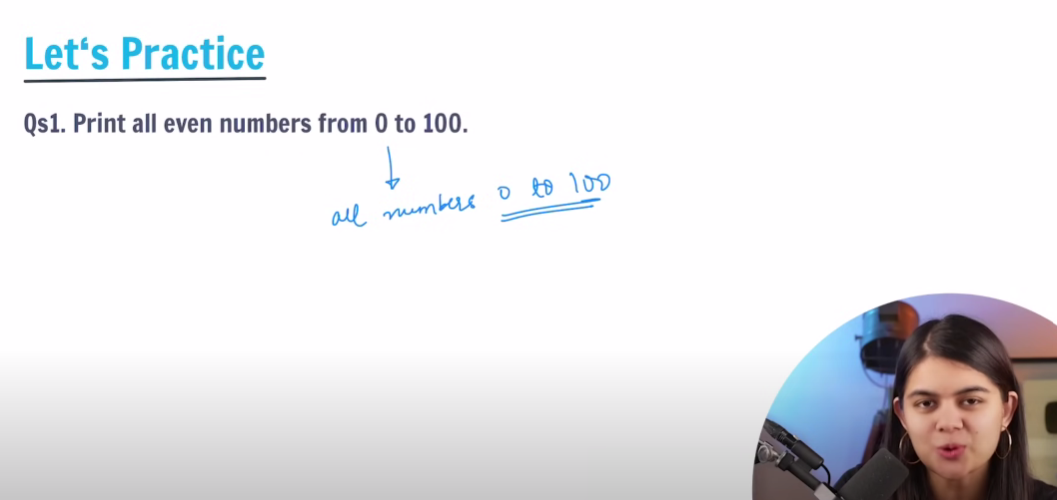 Let's Practice
Qs1. Print all even numbers from 0 to 100.
all numbers 0 to 100